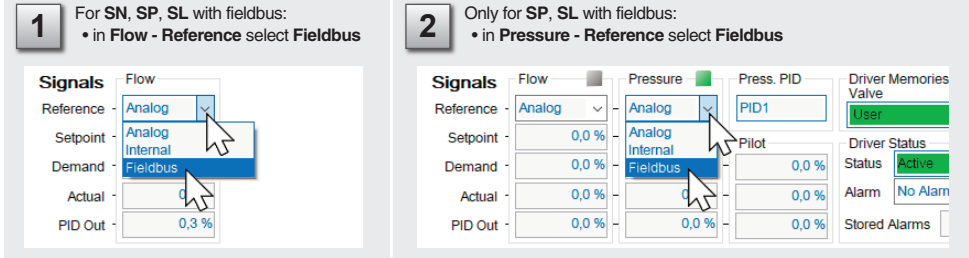 1
For SN, SP, SL with fieldbus:
• in Flow - Reference select Fieldbus
Signals Flow
Reference - Analog
Analog
Internal
Fieldbus
Setpoint -
Demand -
Actual - 0
PID Out - 0,3 %
2
Only for SP, SL with fieldbus:
• in Pressure - Reference select Fieldbus
Signals Flow Pressure Press. PID Driver Memories
Valve
Reference - Analog - Analog PID1 User
Analog
Internal
Fieldbus
Pilot Driver Status
Setpoint - 0,0 % -
Demand - 0,0 % - 0,0 % Status Active
Actual - 0,0 % - 0,0 % Alarm No Alarm
PID Out - 0,0 % - 0,0 % - 0,0 % Stored Alarms